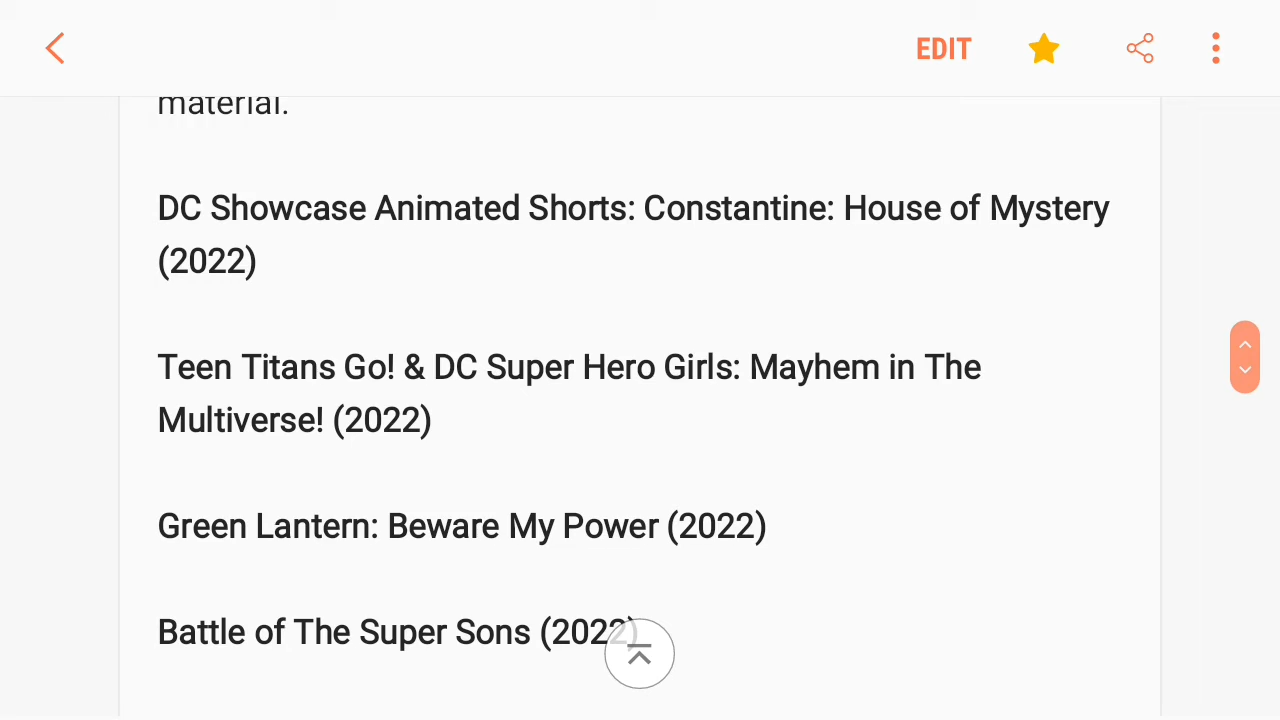 EDIT
material.
DC Showcase Animated Shorts: Constantine: House of Mystery
(2022)
Teen Titans Go! & DC Super Hero Girls: Mayhem in The
Multiverse! (2022)
Green Lantern: Beware My Power (2022)
Battle of The Super Sons (2022)